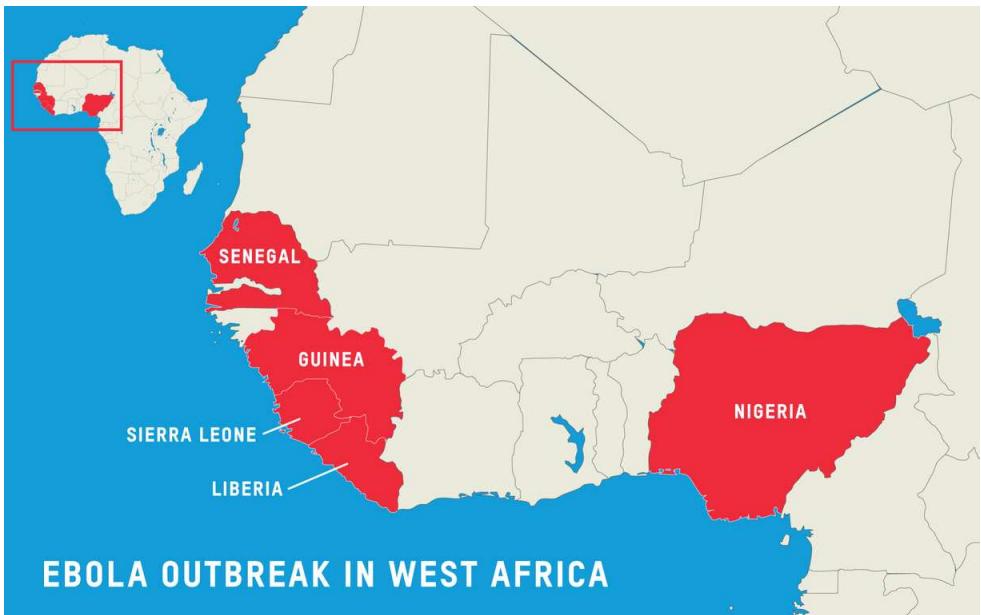 SENEGAL
GUINEA
SIERRA LEONE
LIBERIA
NIGERIA
EBOLA OUTBREAK IN WEST AFRICA